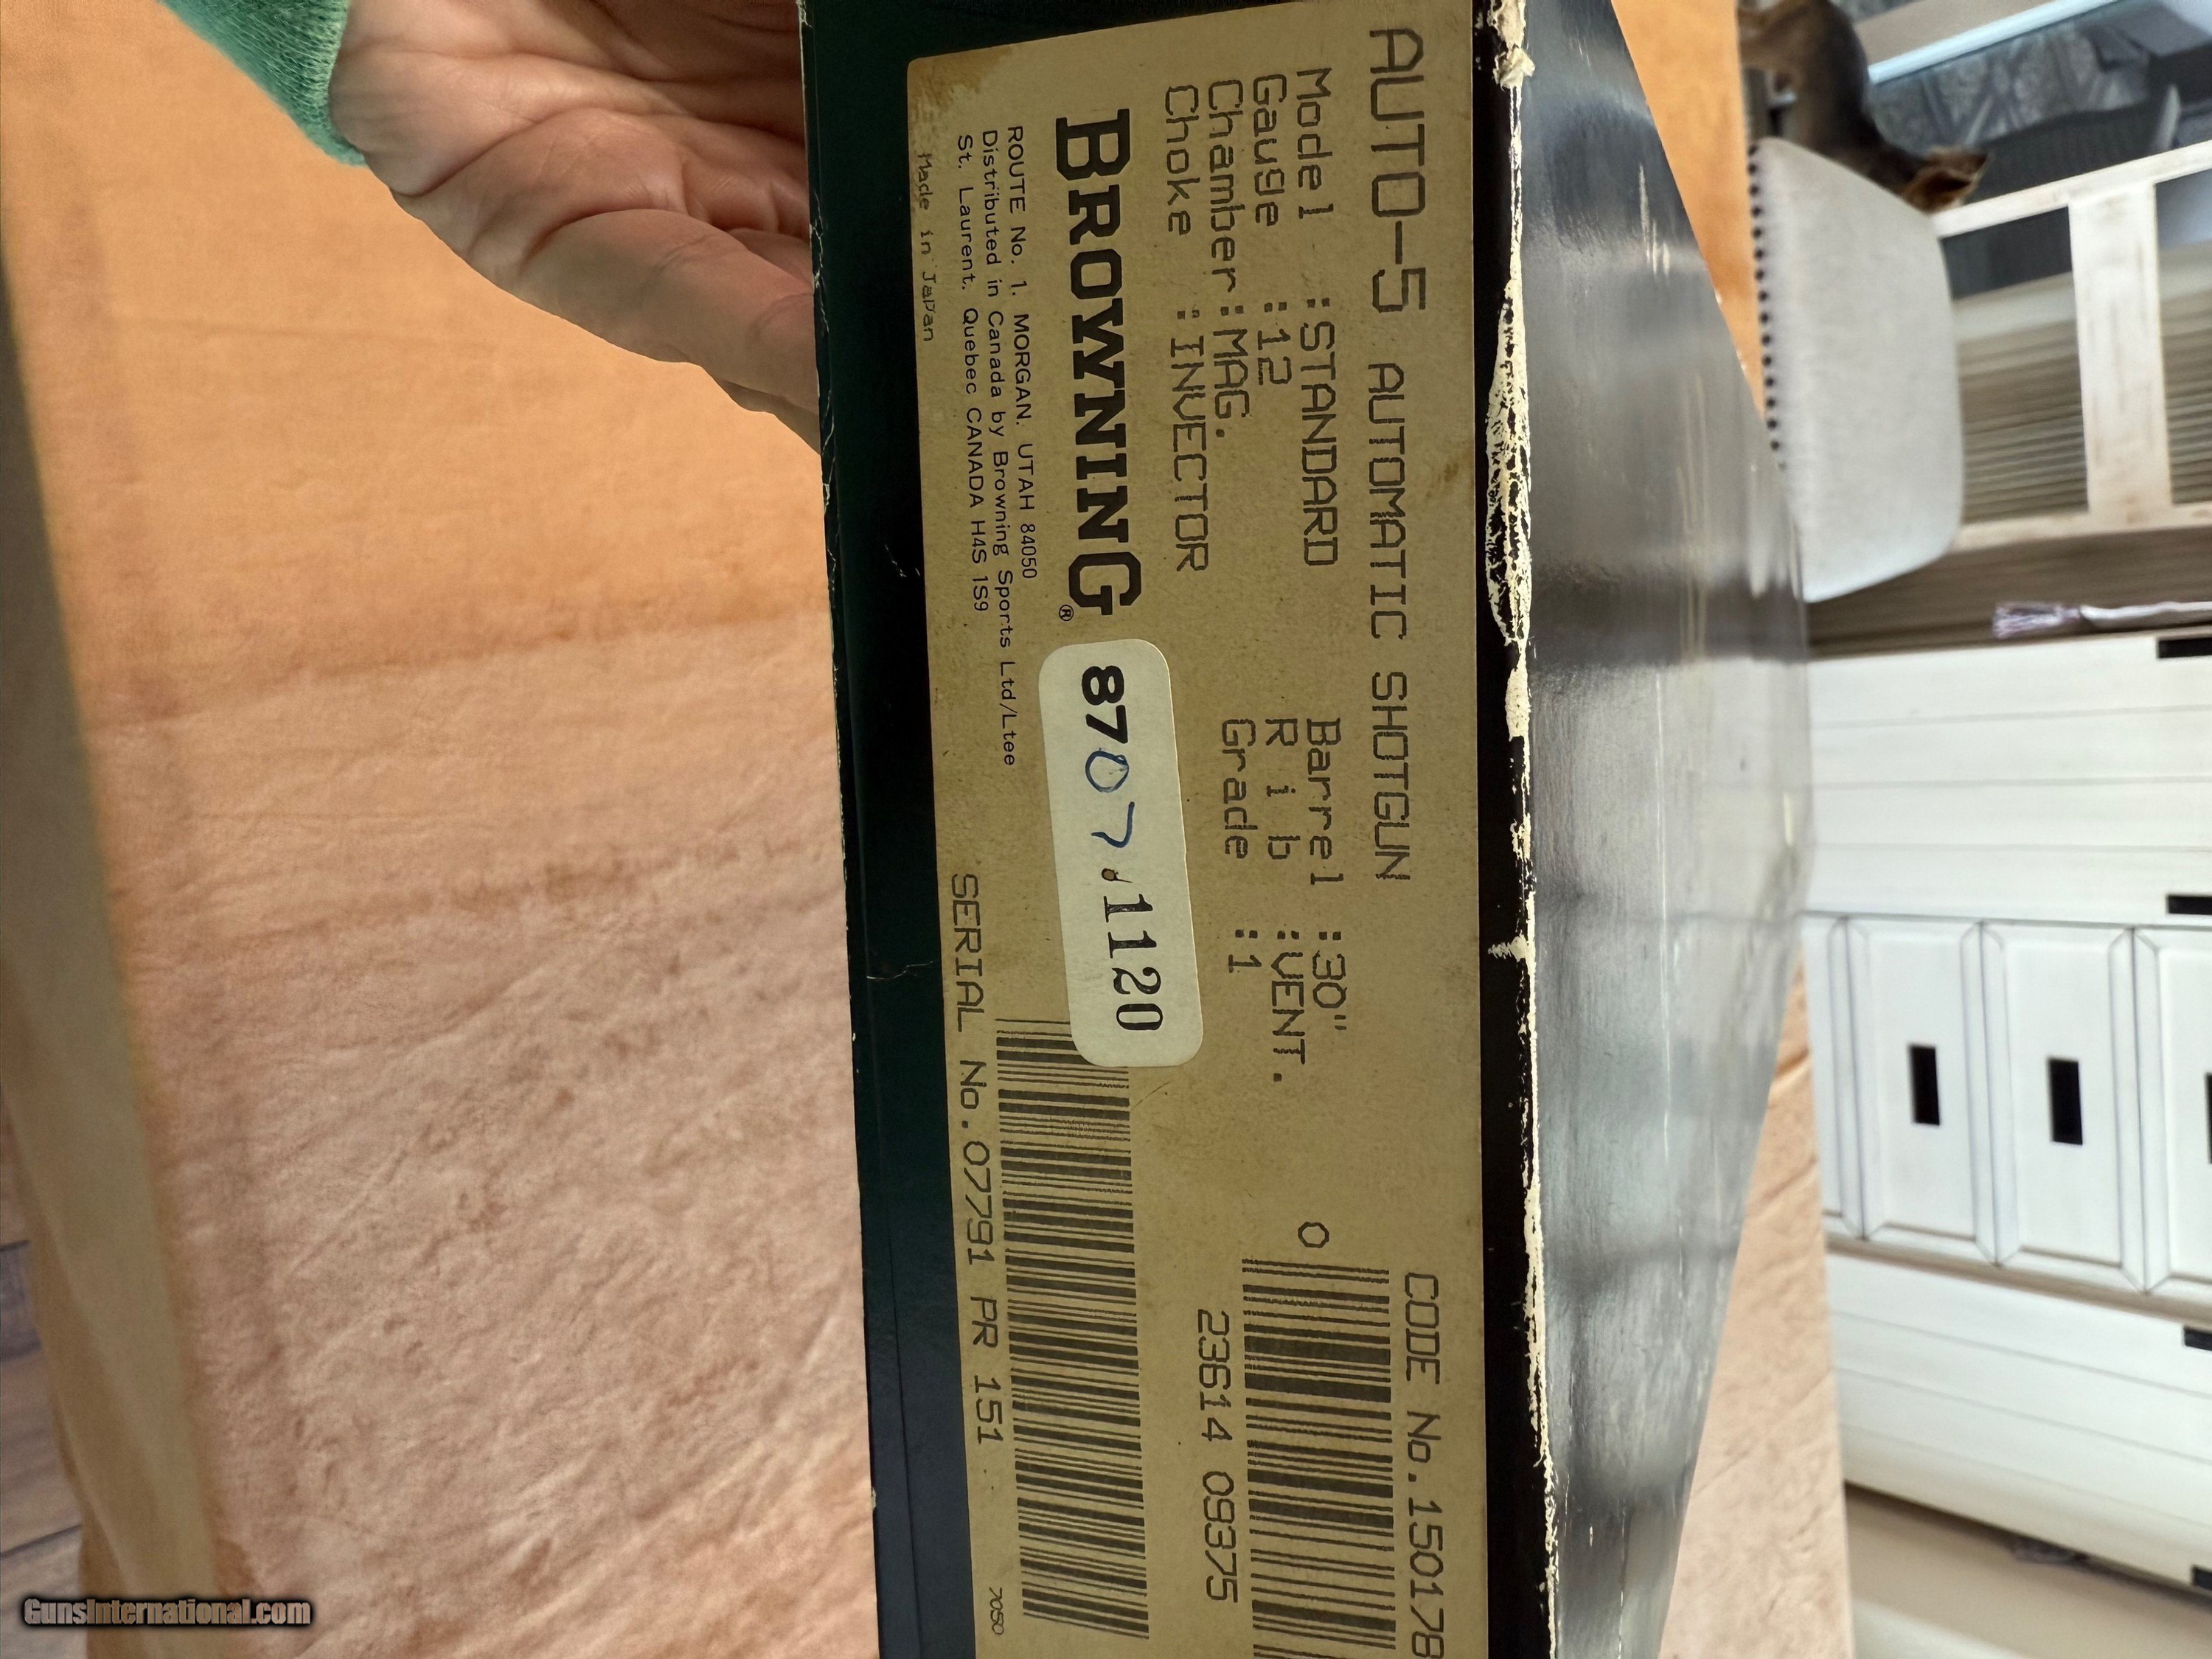 AUTO-5 AUTOMATIC SHOTGUN
CODE No.150178
Model :STANDARD Barrel :30"
Gauge :12 Rib :VENT.
Chamber:MAG. Grade :1
Choke :INVECTOR
0
23614 09375
BROWNING®
8707.1120
ROUTE No. 1. MORGAN. UTAH 84050
Distributed in Canada by Browning Sports Ltd/Ltee
St. Laurent. Quebec CANADA H4S 1S9
SERIAL No.07791 PR 151
Made in Japan
70500
GunsInternational.com